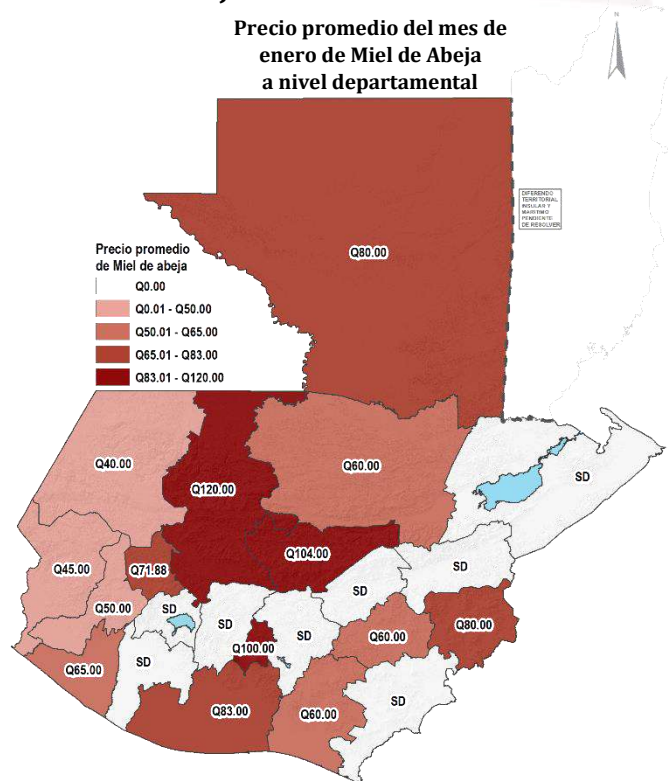 Precio promedio del mes de
enero de Miel de Abeja
a nivel departamental
N
DIFERENDO
TERRITORIAL
INSULAR Y
MARITIMO
PENDIENTE
DE RESOLVER
Q80.00
Precio promedio
de Miel de abeja
Q0.00
Q0.01 - Q50.00
Q50.01 - Q65.00
Q65.01 - Q83.00
Q83.01 - Q120.00
Q40.00
Q60.00
Q120.00
SD
Q104.00
Q45.00
Q71.88
SD
SD
Q50.00
SD
SD
SD
Q60.00
Q80.00
Q100.00
Q65.00
SD
SD
Q83.00
Q60.00